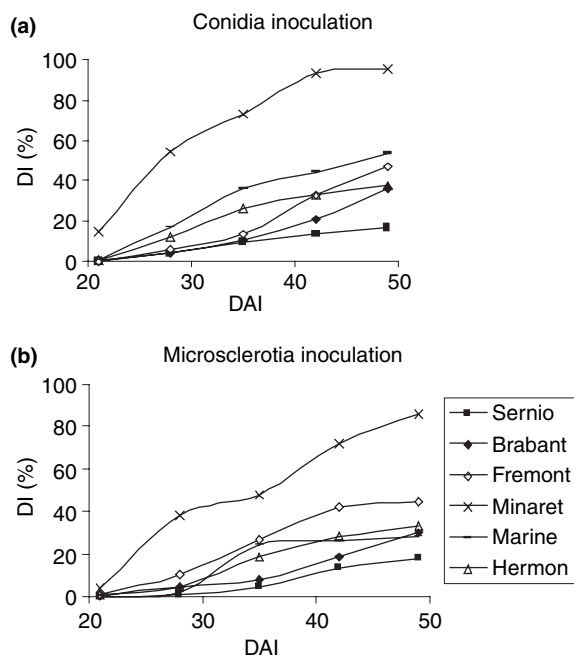 (a) Conidia inoculation
100
80
60
40
20
0
DI (%)
20 30 40 50
DAI
(b) Microsclerotia inoculation
100
80
60
40
20
0
DI (%)
20 30 40 50
DAI
Sernio
Brabant
Fremont
Minaret
Marine
Hermon